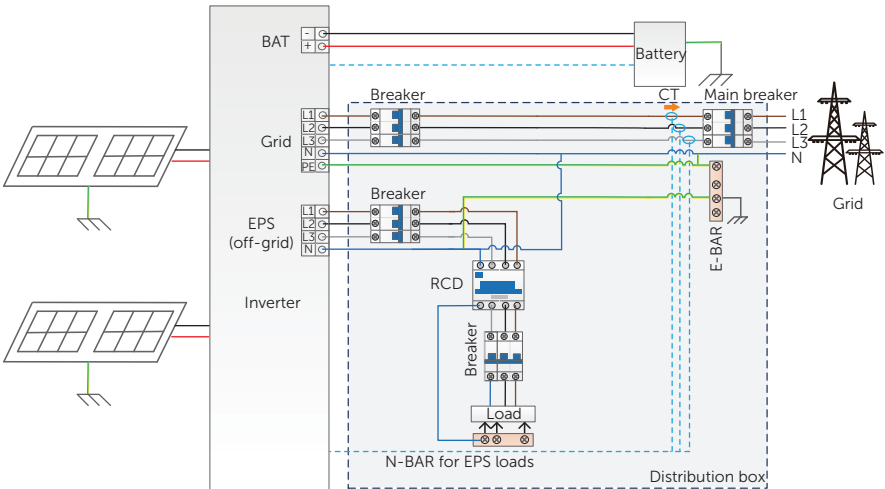 BAT
-
+
Battery
Breaker
CT
Main breaker
Grid
L1
L2
L3
N
PE
L1
L2
L3
N
Grid
Breaker
EPS
(off-grid)
L1
L2
L3
N
E-BAR
RCD
Inverter
Breaker
Load
N-BAR for EPS loads
Distribution box